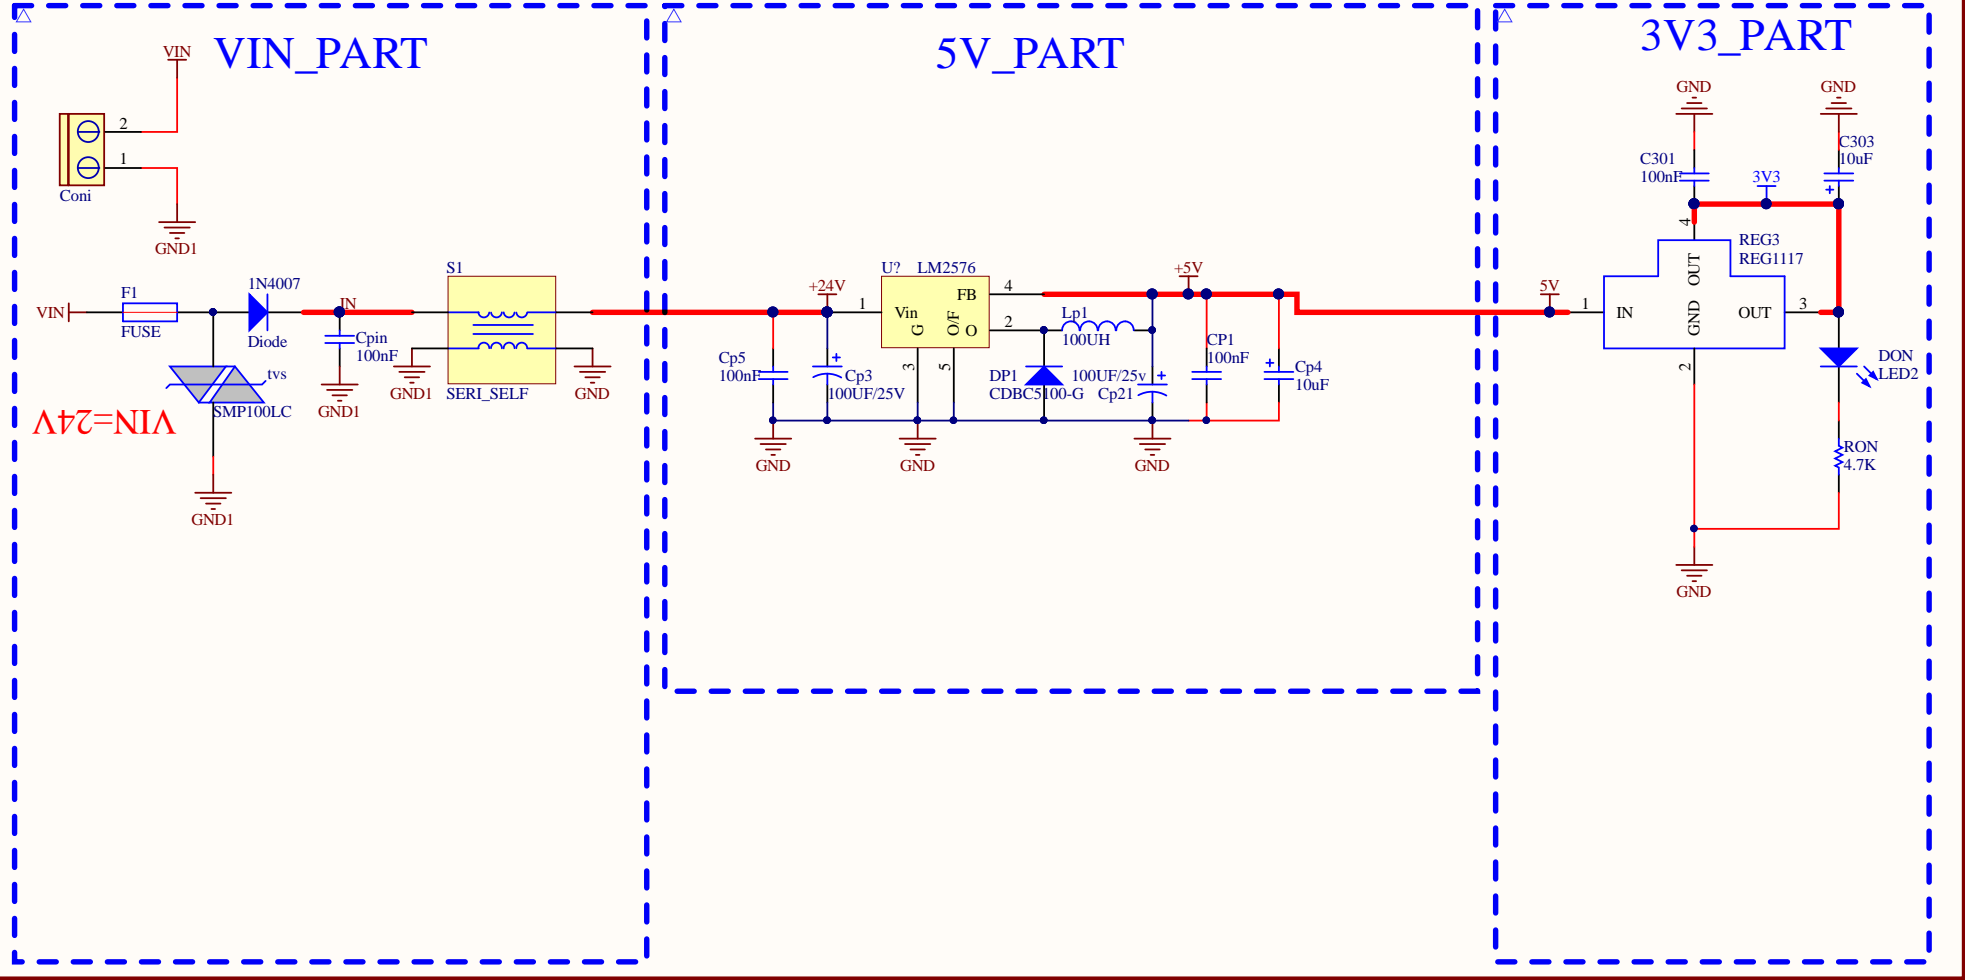 VIN_PART
VIN
2
1
Coni
GND1
VIN
F1
FUSE
1N4007
Diode
tvs
SMP100LC
GND1
VIN=24V
IN
Cpin
100nF
GND1
S1
SERI_SELF
GND1
GND
5V_PART
Cp5
100nF
GND
+24V
Cp3
100UF/25V
U? LM2576
1
Vin
G
O/F
FB
O
4
2
3
5
GND
DP1
CDBC5100-G
Lp1
100UH
100UF/25v
Cp21
GND
+5V
CP1
100nF
Cp4
10uF
3V3_PART
GND
GND
C301
100nF
3V3
C303
10uF
4
REG3
REG1117
5V
1
IN
OUT
GND
OUT
3
2
DON
LED2
RON
4.7K
GND